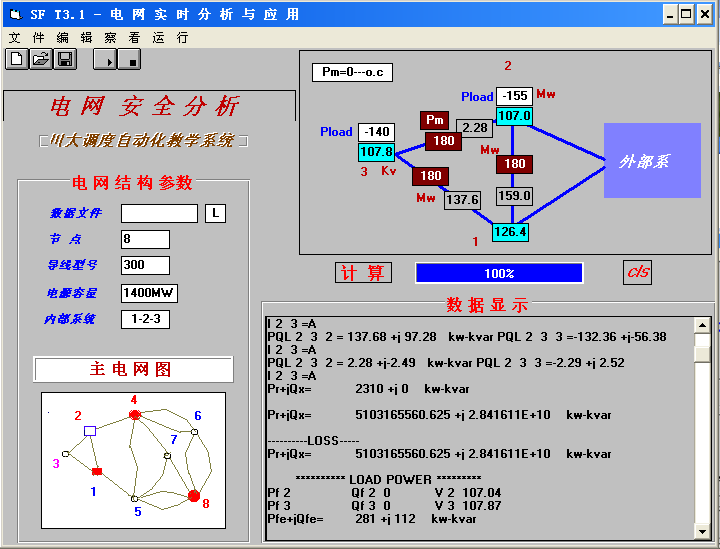 SF T3.1 - 电 网 实 时 分 析 与 应 用
文 件 编 辑 察 看 运 行
电 网 安 全 分 析
川大调度自动化教学系统
电 网 结 构 参 数
数据文件 L
节 点 8
导线型号 300
电源容量 1400MW
内部系统 1-2-3
主 电 网 图
4
2
6
7
3
1
5
8
Pm=0---o.c
2
Pload -155 Mw
107.0
Pm
2.28
180
Mw
Pload -140
107.8
3 Kv
180
180
外部系
Mw
137.6
159.0
126.4
1
计 算
100%
cls
数 据 显 示
I 2 3 =A
PQL 2 3 2 = 137.68 +j 97.28 kw-kvar PQL 2 3 3 =-132.36 +j-56.38
I 2 3 =A
PQL 2 3 2 = 2.28 +j-2.49 kw-kvar PQL 2 3 3 =-2.29 +j 2.52
I 2 3 =A
Pr+jQx= 2310 +j 0 kw-kvar
Pr+jQx= 5103165560.625 +j 2.841611E+10 kw-kvar
----------LOSS-----
Pr+jQx= 5103165560.625 +j 2.841611E+10 kw-kvar
********** LOAD POWER *********
Pf 2 Qf 2 0 V 2 107.04
Pf 3 Qf 3 0 V 3 107.87
Pfe+jQfe= 281 +j 112 kw-kvar